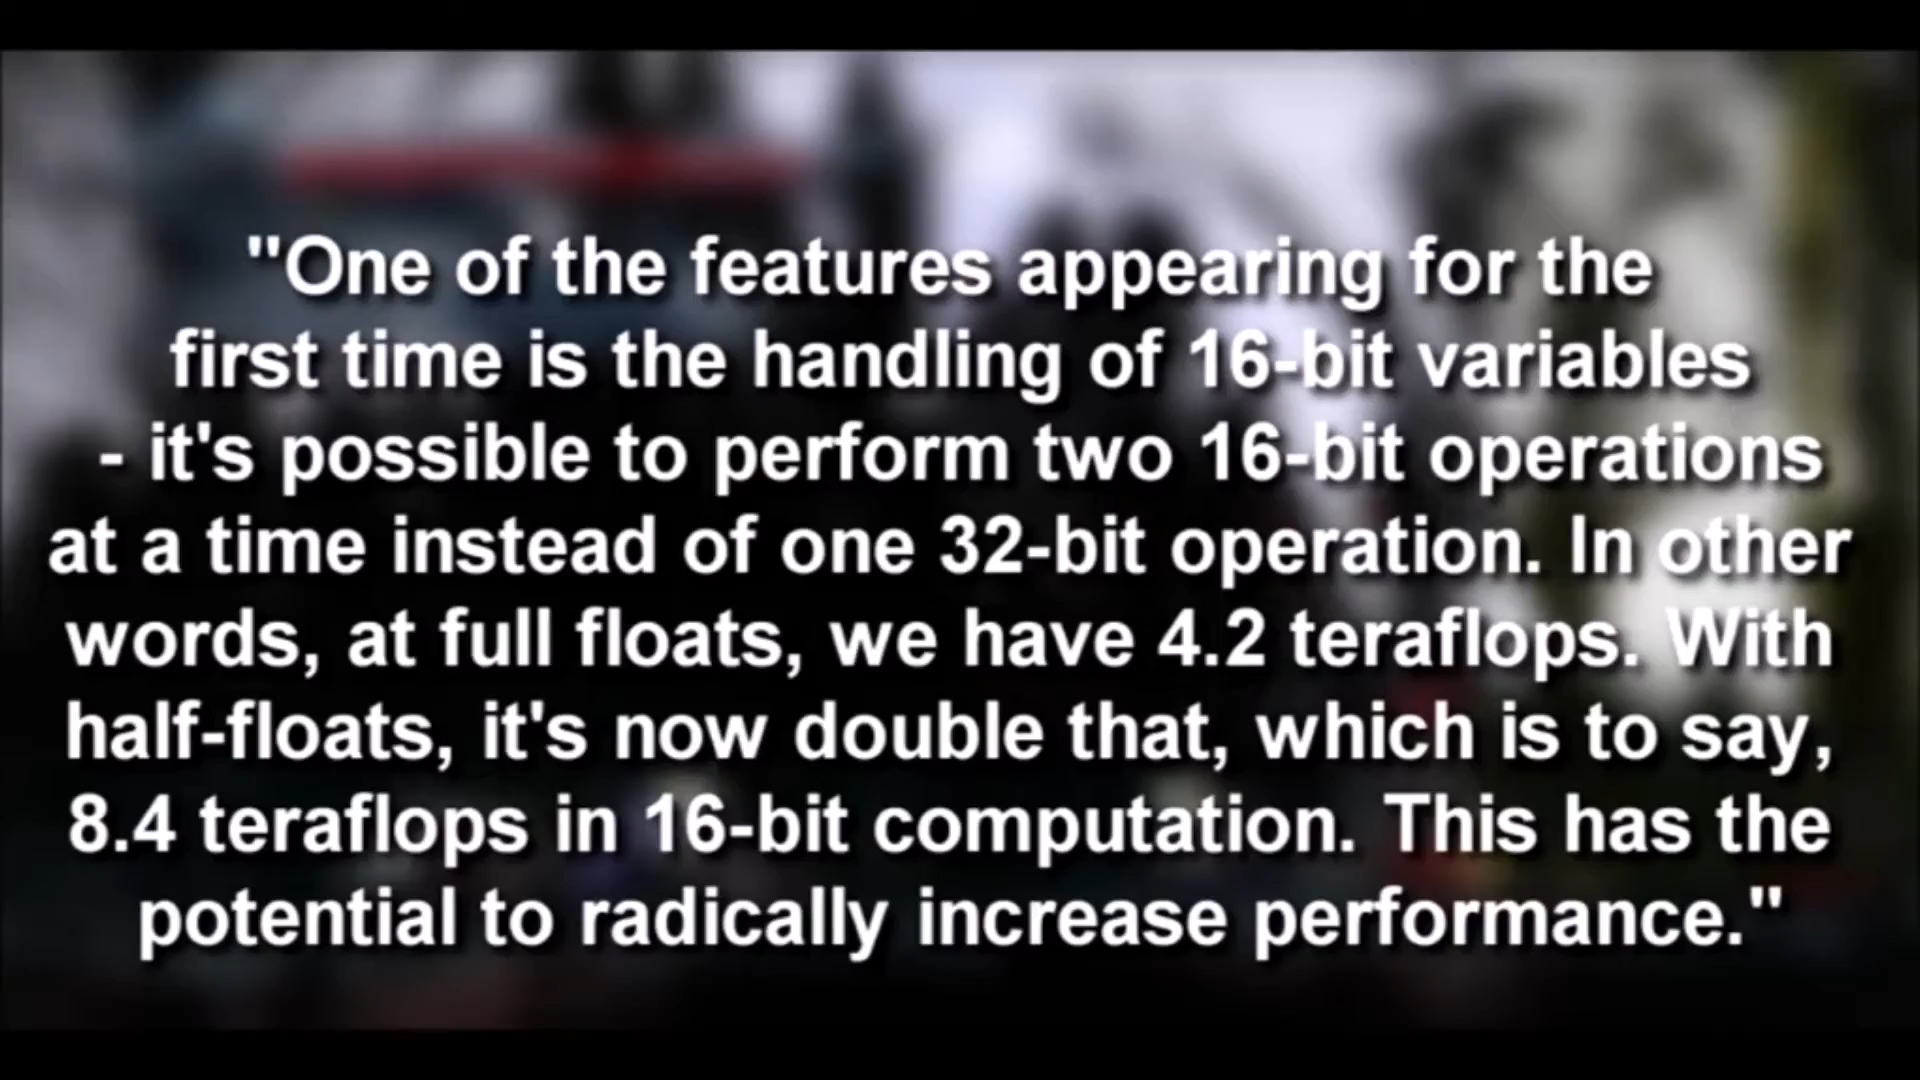 "One of the features appearing for the
first time is the handling of 16-bit variables
- it's possible to perform two 16-bit operations
at a time instead of one 32-bit operation. In other
words, at full floats, we have 4.2 teraflops. With
half-floats, it's now double that, which is to say,
8.4 teraflops in 16-bit computation. This has the
potential to radically increase performance."